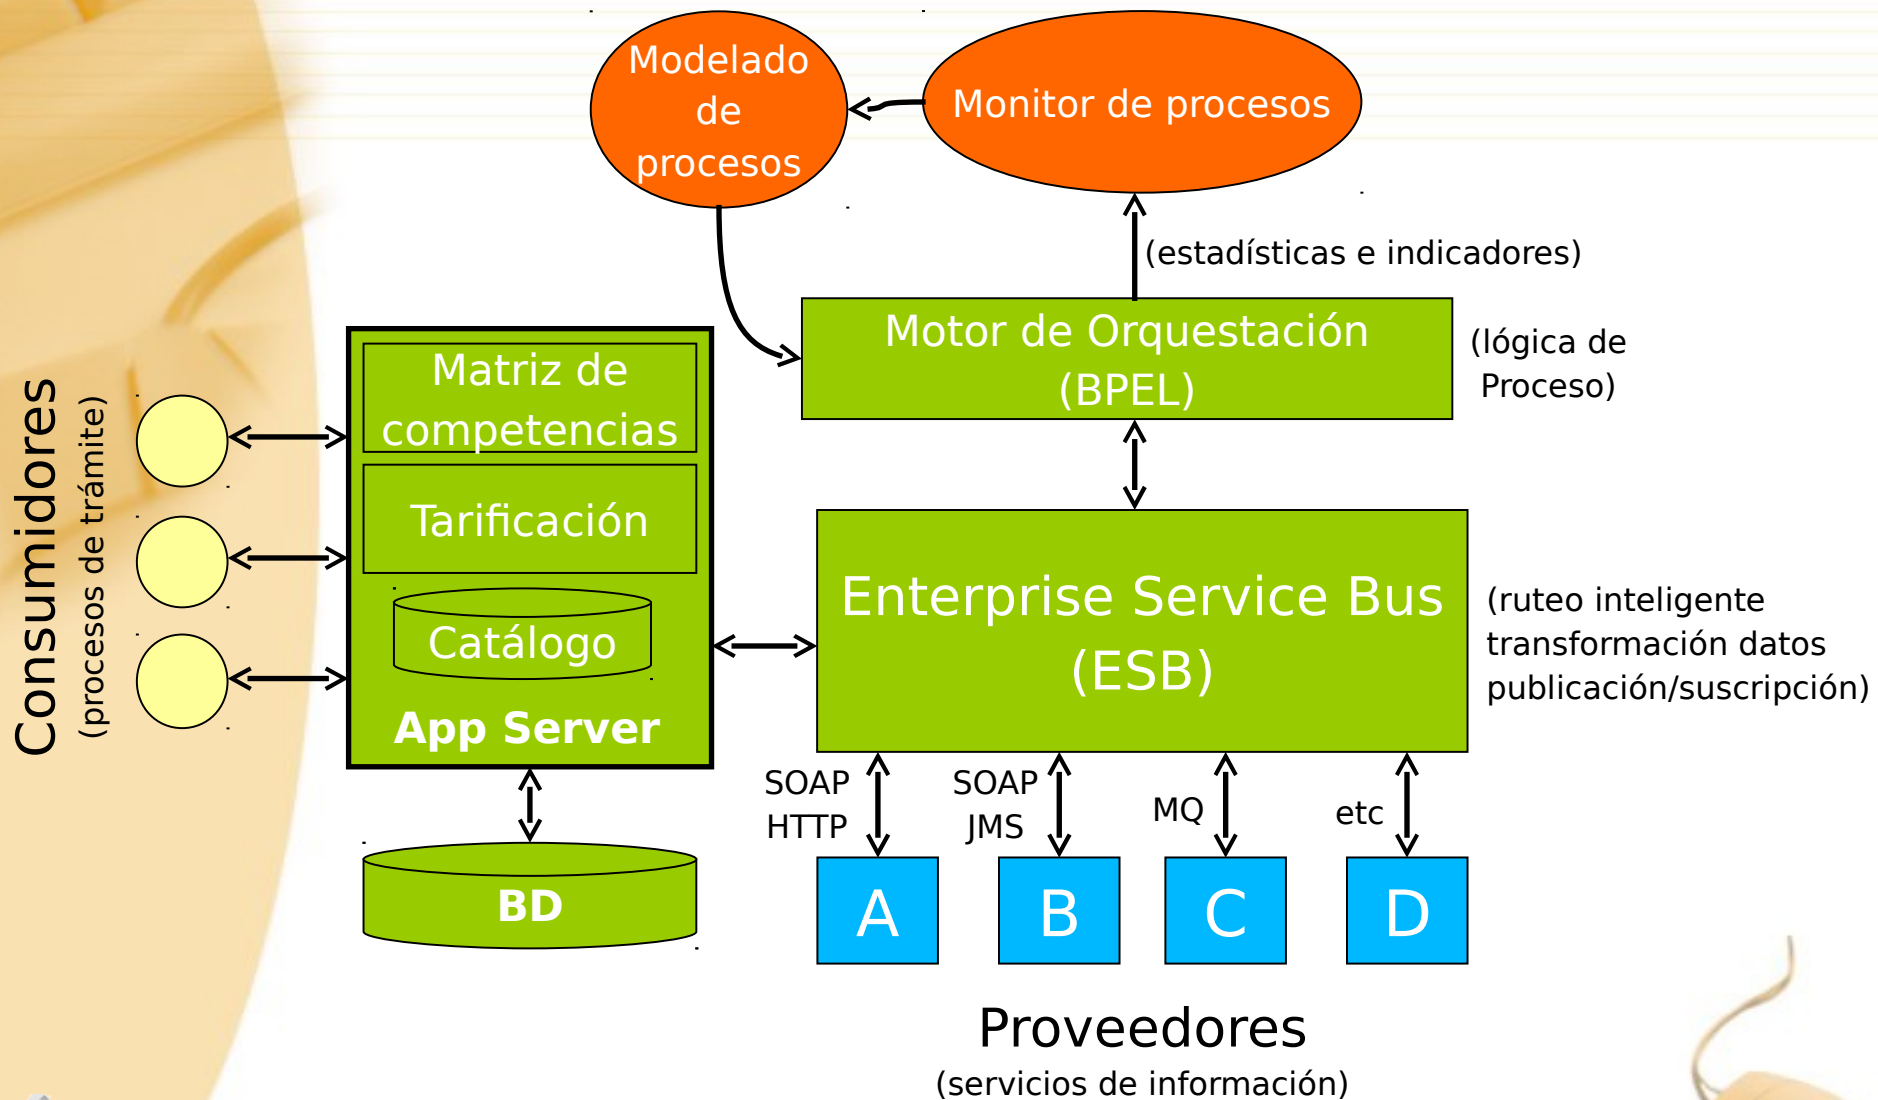 Modelado
de
procesos
Monitor de procesos
(estadísticas e indicadores)
Motor de Orquestación
(BPEL)
(lógica de
Proceso)
Consumidores
(procesos de trámite)
Matriz de
competencias
Tarificación
Catálogo
App Server
BD
Enterprise Service Bus
(ESB)
(ruteo inteligente
transformación datos
publicación/suscripción)
SOAP
HTTP
SOAP
JMS
MQ
etc
A
B
C
D
Proveedores
(servicios de información)